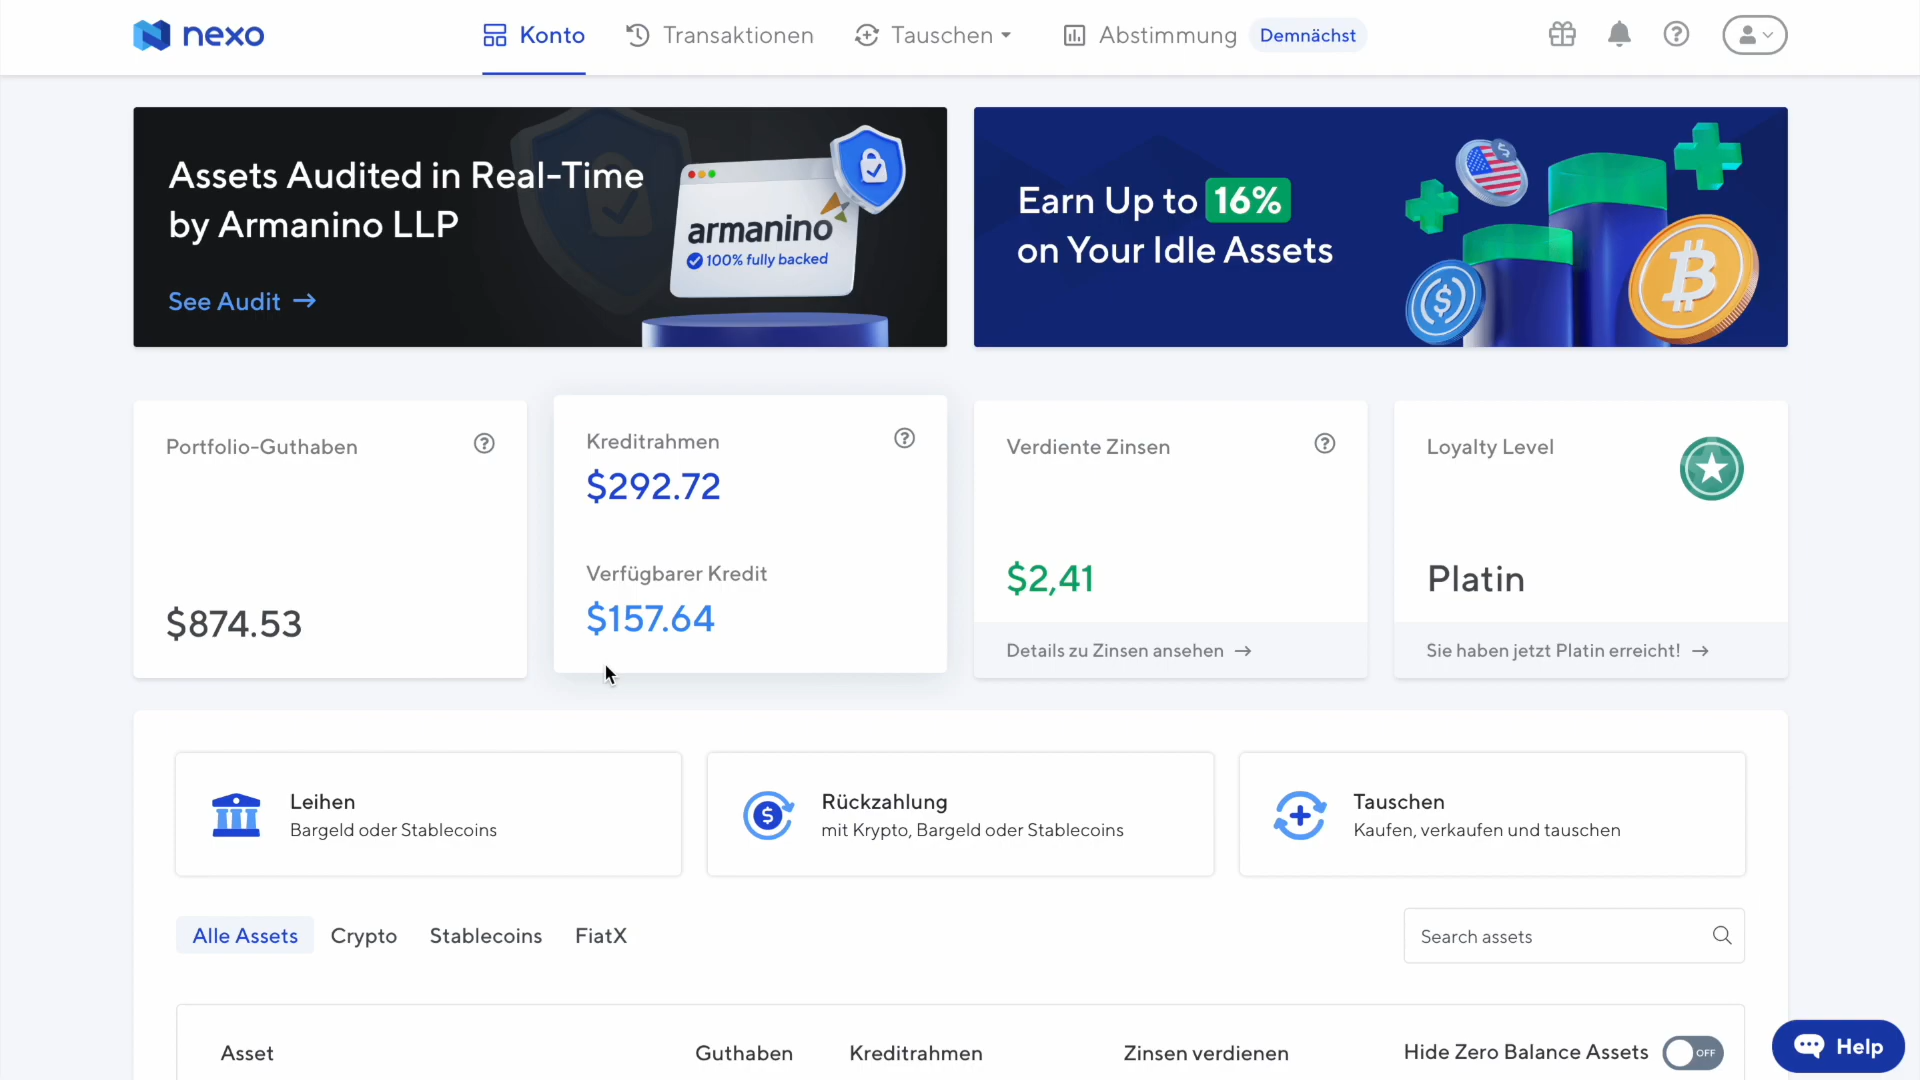 nexo
Konto
Transaktionen
Tauschen
Abstimmung
Demnächst
Assets Audited in Real-Time
by Armanino LLP
See Audit →
armanino
100% fully backed
Earn Up to 16%
on Your Idle Assets
Portfolio-Guthaben
$874.53
Kreditrahmen
$292.72
Verfügbarer Kredit
$157.64
Verdiente Zinsen
$2,41
Details zu Zinsen ansehen →
Loyalty Level
Platin
Sie haben jetzt Platin erreicht! →
Leihen
Bargeld oder Stablecoins
Rückzahlung
mit Krypto, Bargeld oder Stablecoins
Tauschen
Kaufen, verkaufen und tauschen
Alle Assets
Crypto
Stablecoins
FiatX
Search assets
Asset
Guthaben
Kreditrahmen
Zinsen verdienen
Hide Zero Balance Assets
OFF
Help